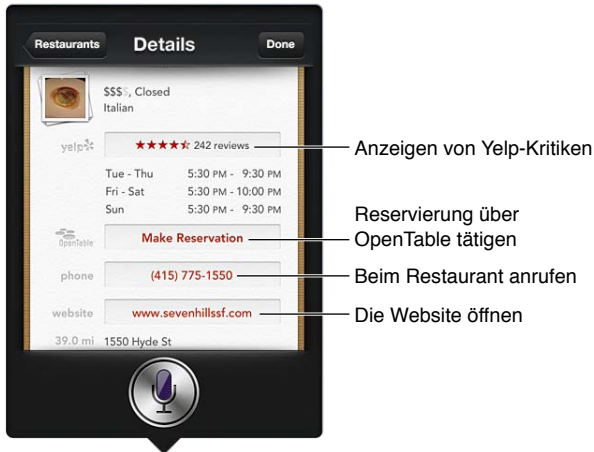 Restaurants Details Done
$$$$, Closed
Italian
yelp 242 reviews
Anzeigen von Yelp-Kritiken
Tue - Thu 5:30 PM - 9:30 PM
Fri - Sat 5:30 PM - 10:00 PM
Sun 5:30 PM - 9:30 PM
OpenTable Make Reservation
Reservierung über
OpenTable tätigen
phone (415) 775-1550
Beim Restaurant anrufen
website www.sevenhillssf.com
Die Website öffnen
39.0 mi 1550 Hyde St